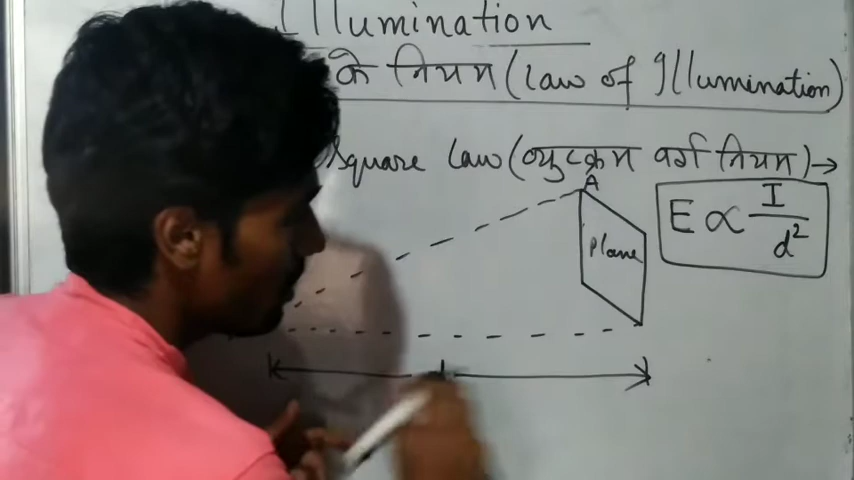 Illumination
के नियम (Law of Illumination)
Square Law (व्युत्क्रम वर्ग नियम) →
A
Plane
E ∝ I / d²